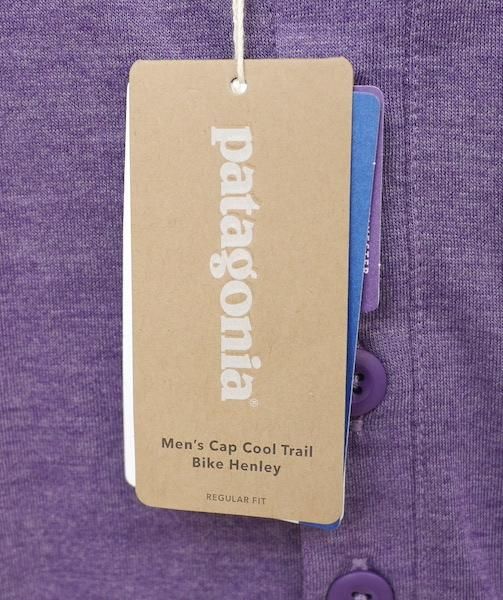 patagonia®
Men's Cap Cool Trail
Bike Henley
REGULAR FIT